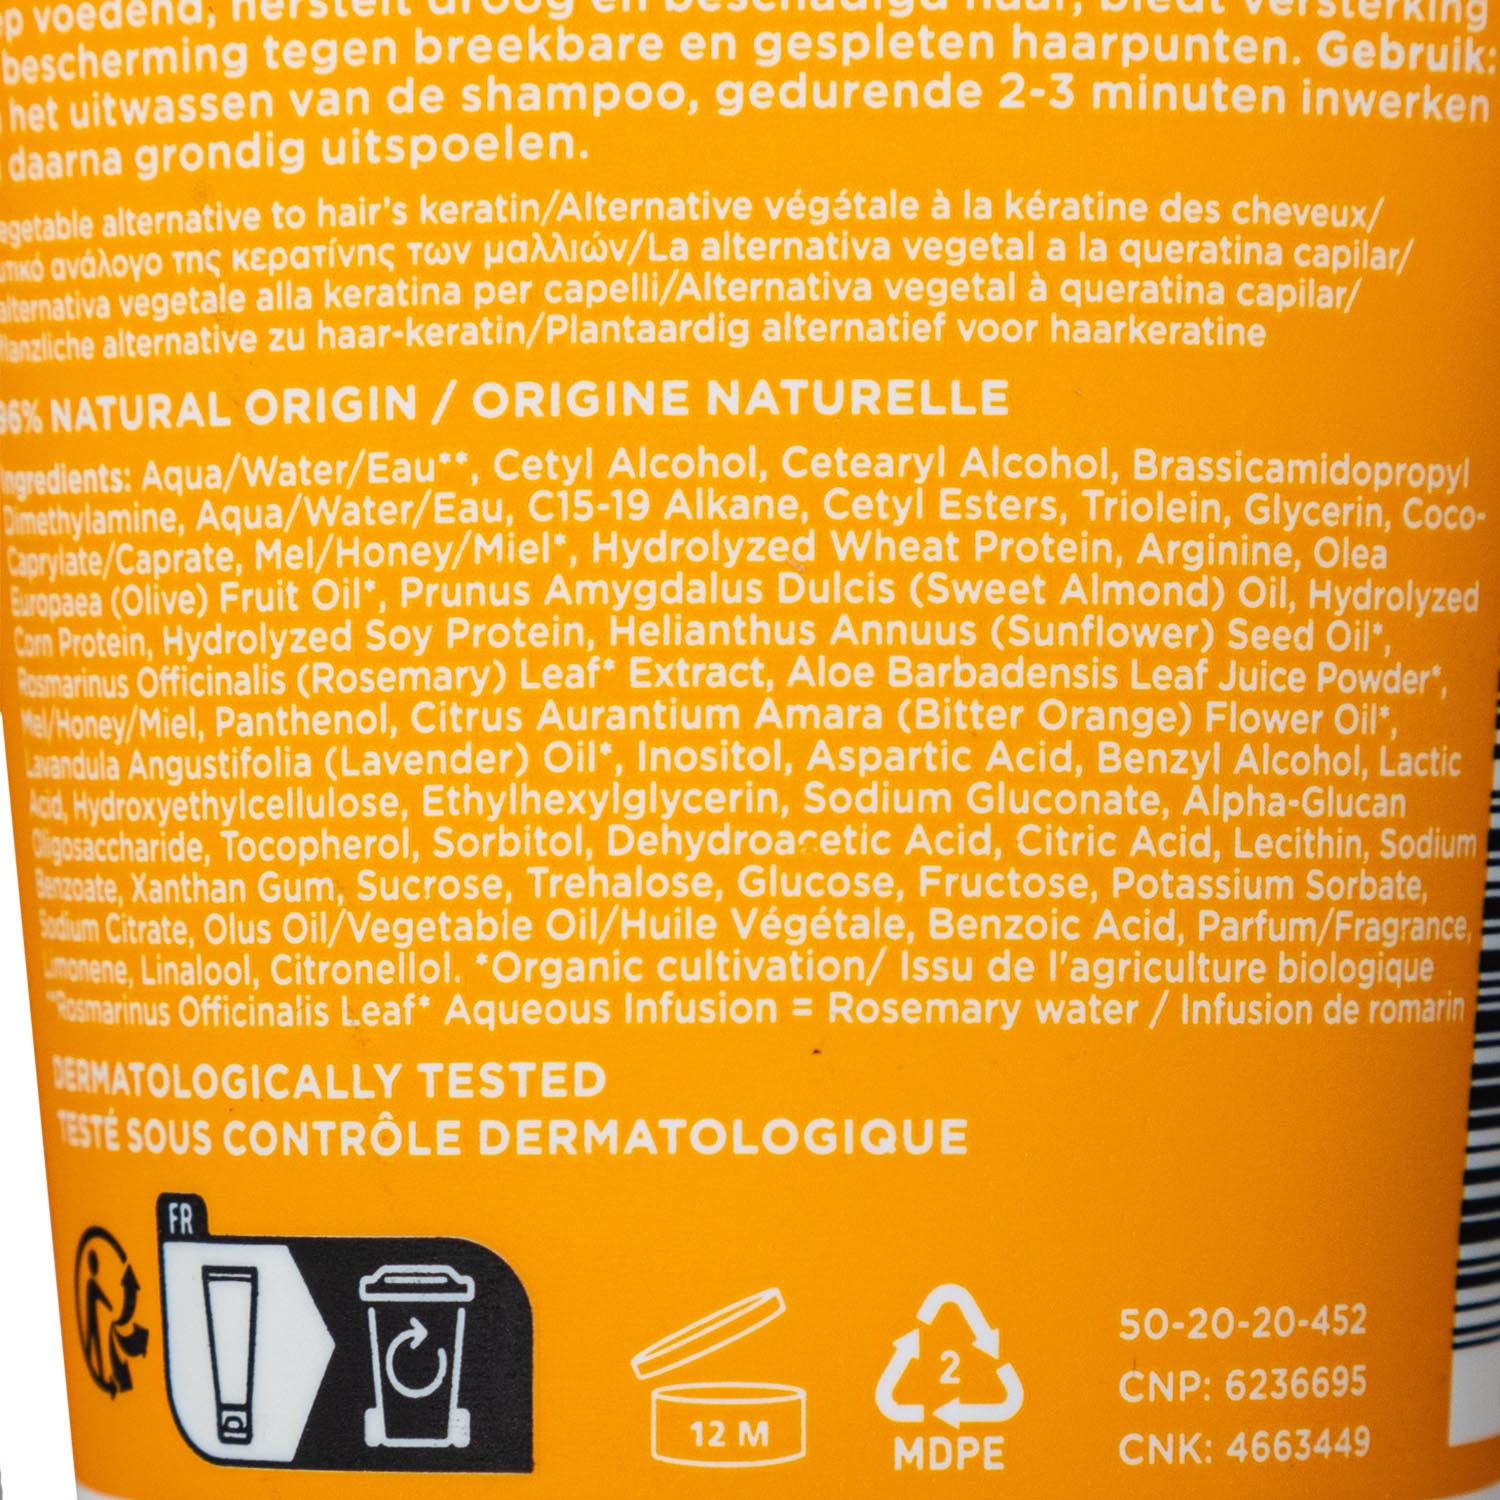 voedend, herstelt droog en beschadigd haar, biedt versterking
bescherming tegen breekbare en gespleten haarpunten. Gebruik:
het uitwassen van de shampoo, gedurende 2-3 minuten inwerken
daarna grondig uitspoelen.
alternative to hair's keratin/Alternative végétale à la kératine des cheveux/
ανάλογο της κερατίνης των μαλλιών/La alternativa vegetal a la queratina capilar/
alternativa vegetale alla keratina per capelli/Alternativa vegetal à queratina capilar/
alternative zu haar-keratin/Plantaardig alternatief voor haarkeratine
96% NATURAL ORIGIN / ORIGINE NATURELLE
Ingredients: Aqua/Water/Eau**, Cetyl Alcohol, Cetearyl Alcohol, Brassicamidopropyl
Dimethylamine, Aqua/Water/Eau, C15-19 Alkane, Cetyl Esters, Triolein, Glycerin, Coco-
Caprylate/Caprate, Mel/Honey/Miel*, Hydrolyzed Wheat Protein, Arginine, Olea
Europaea (Olive) Fruit Oil*, Prunus Amygdalus Dulcis (Sweet Almond) Oil, Hydrolyzed
Corn Protein, Hydrolyzed Soy Protein, Helianthus Annuus (Sunflower) Seed Oil*,
Rosmarinus Officinalis (Rosemary) Leaf* Extract, Aloe Barbadensis Leaf Juice Powder*,
Mel/Honey/Miel, Panthenol, Citrus Aurantium Amara (Bitter Orange) Flower Oil*,
Lavandula Angustifolia (Lavender) Oil*, Inositol, Aspartic Acid, Benzyl Alcohol, Lactic
Acid, Hydroxyethylcellulose, Ethylhexylglycerin, Sodium Gluconate, Alpha-Glucan
Oligosaccharide, Tocopherol, Sorbitol, Dehydroacetic Acid, Citric Acid, Lecithin, Sodium
Benzoate, Xanthan Gum, Sucrose, Trehalose, Glucose, Fructose, Potassium Sorbate,
Sodium Citrate, Olus Oil/Vegetable Oil/Huile Végétale, Benzoic Acid, Parfum/Fragrance,
Limonene, Linalool, Citronellol. *Organic cultivation/ Issu de l'agriculture biologique
**Rosmarinus Officinalis Leaf* Aqueous Infusion = Rosemary water / Infusion de romarin
DERMATOLOGICALLY TESTED
TESTÉ SOUS CONTRÔLE DERMATOLOGIQUE
FR
12 M
2
MDPE
50-20-20-452
CNP: 6236695
CNK: 4663449